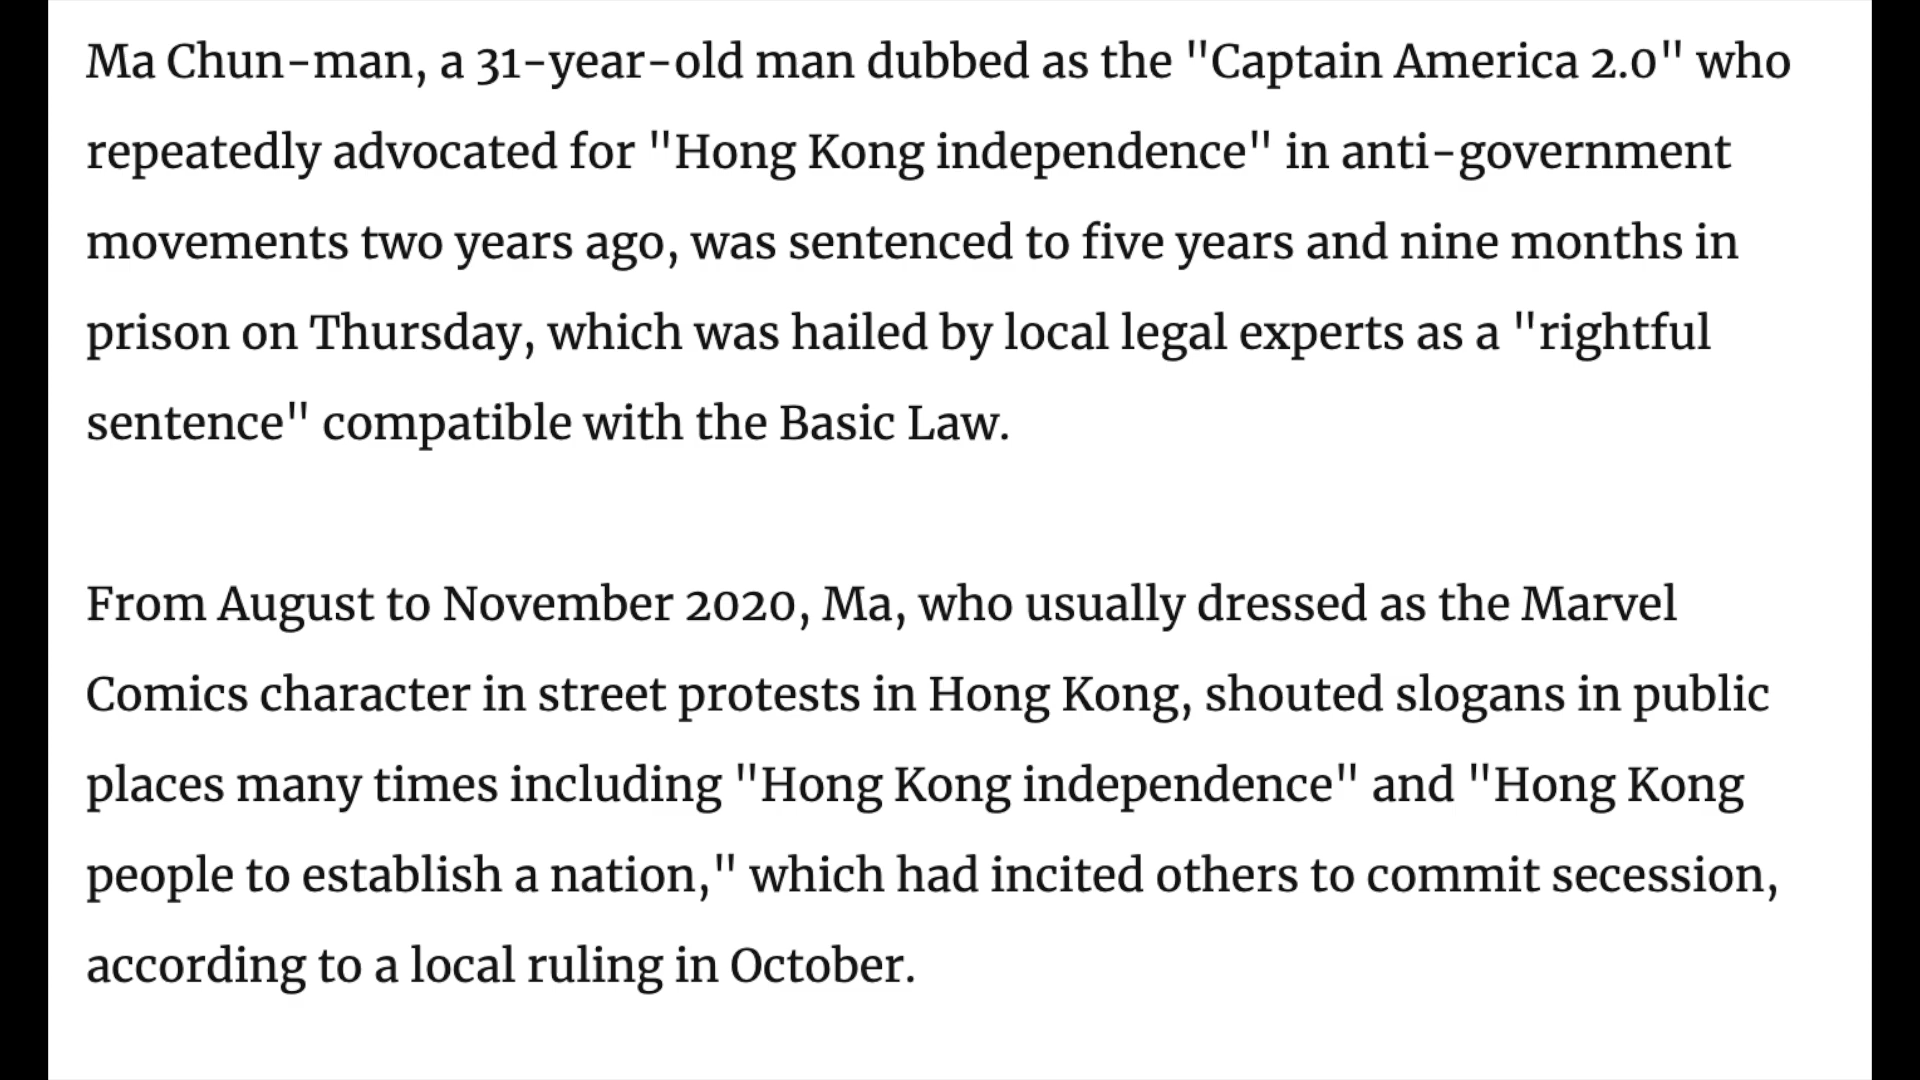 Ma Chun-man, a 31-year-old man dubbed as the "Captain America 2.0" who
repeatedly advocated for "Hong Kong independence" in anti-government
movements two years ago, was sentenced to five years and nine months in
prison on Thursday, which was hailed by local legal experts as a "rightful
sentence" compatible with the Basic Law.
From August to November 2020, Ma, who usually dressed as the Marvel
Comics character in street protests in Hong Kong, shouted slogans in public
places many times including "Hong Kong independence" and "Hong Kong
people to establish a nation," which had incited others to commit secession,
according to a local ruling in October.